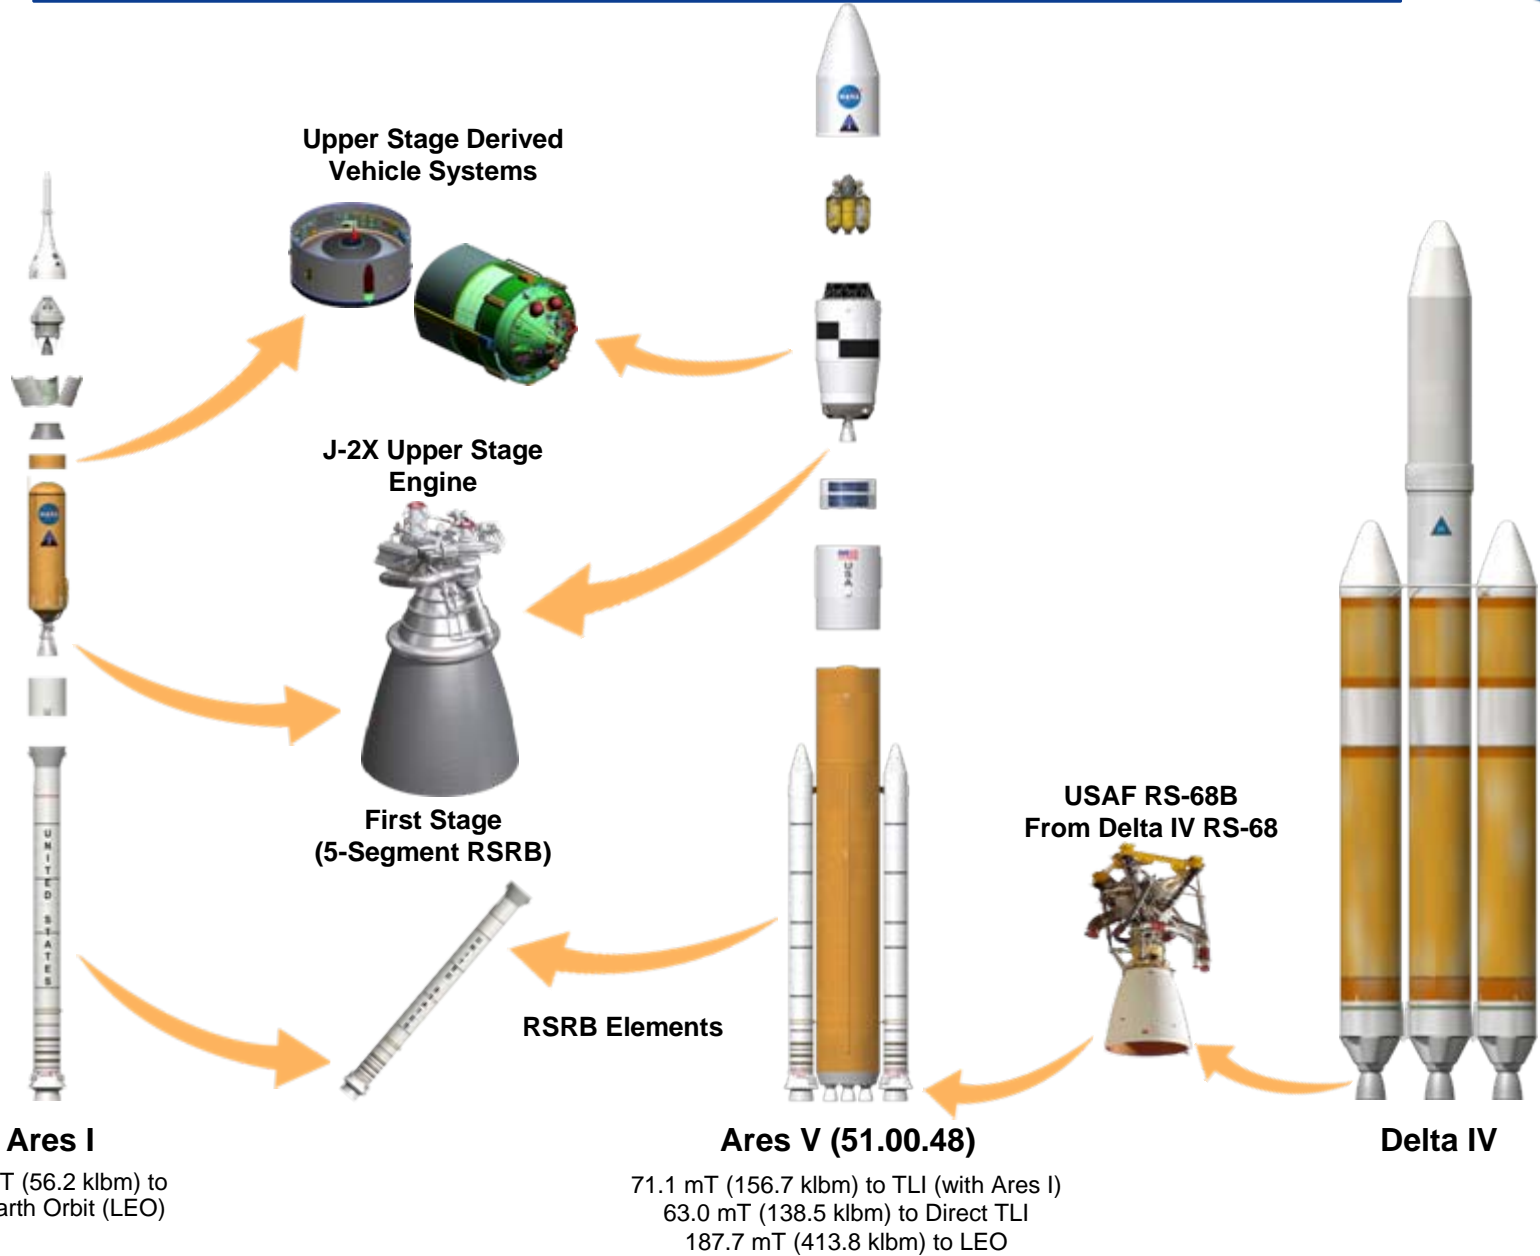 Upper Stage Derived
Vehicle Systems
J-2X Upper Stage
Engine
First Stage
(5-Segment RSRB)
RSRB Elements
USAF RS-68B
From Delta IV RS-68
NASA
NASA
USA
UNITED STATES
Ares I
T (56.2 klbm) to
arth Orbit (LEO)
Ares V (51.00.48)
71.1 mT (156.7 klbm) to TLI (with Ares I)
63.0 mT (138.5 klbm) to Direct TLI
187.7 mT (413.8 klbm) to LEO
Delta IV